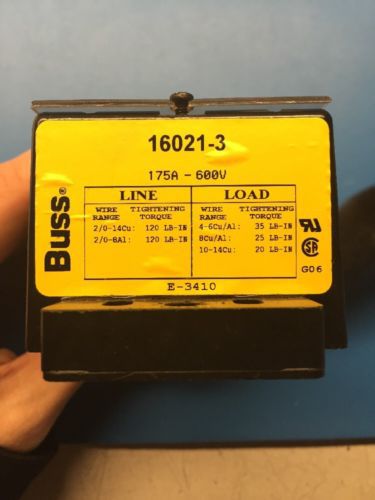 16021-3
175A - 600V
LINE
WIRE RANGE TIGHTENING TORQUE
2/0-14Cu: 120 LB-IN
2/0-8Al: 120 LB-IN
LOAD
WIRE RANGE TIGHTENING TORQUE
4-6Cu/Al: 35 LB-IN
8Cu/Al: 25 LB-IN
10-14Cu: 20 LB-IN
Buss®
E-3410
G06